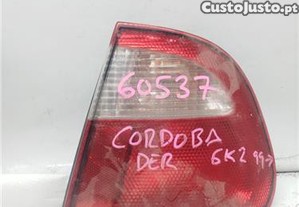 CustoJusto.pt
60537
CORDOBA
DER 6K2 99->